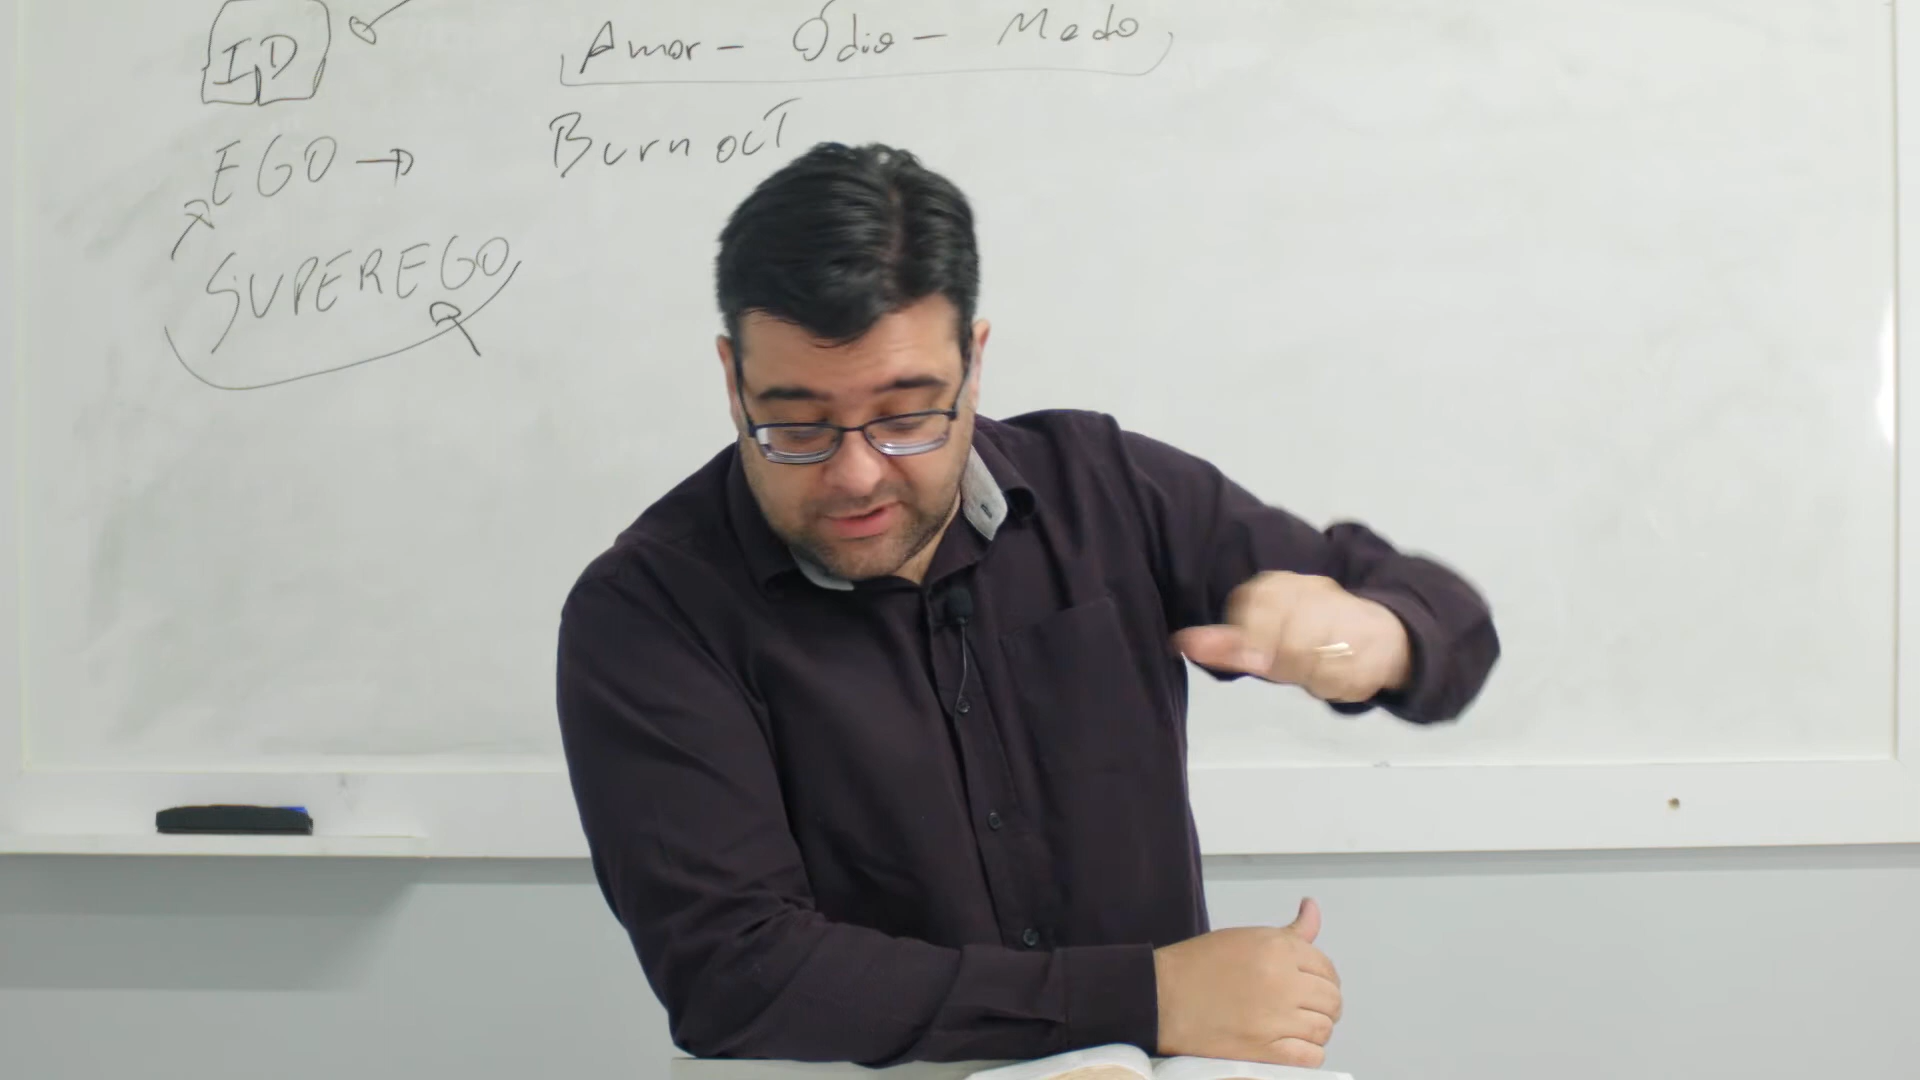 ID
Amor - Ódio - Medo
EGO →
Burnout
SUPEREGO